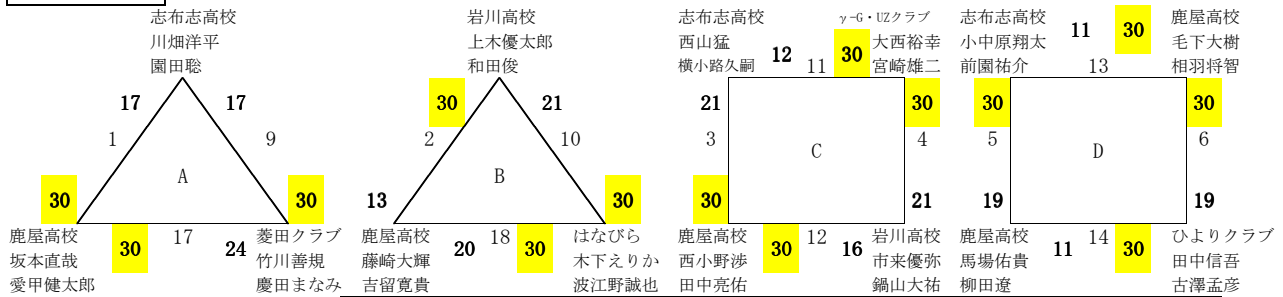 志布志高校
川畑洋平
園田聡
17 17
1 9
A
30 30
鹿屋高校
坂本直哉
愛甲健太郎
30 17 24
菱田クラブ
竹川善規
慶田まなみ
岩川高校
上木優太郎
和田俊
30 21
2 10
B
13 30
鹿屋高校
藤崎大輝
吉留寛貴
20 18 30
はなびら
木下えりか
波江野誠也
志布志高校
西山猛
横小路久嗣
12 11 30
γ-G・UZクラブ
大西裕幸
宮崎雄二
21 30
3 4
C
30 21
鹿屋高校
西小野渉
田中亮佑
30 12 16
岩川高校
市来優弥
鍋山大祐
志布志高校
小中原翔太
前園祐介
11 13 30
鹿屋高校
毛下大樹
相羽将智
30 30
5 6
D
19 19
鹿屋高校
馬場佑貴
柳田遼
11 14 30
ひよりクラブ
田中信吾
古澤孟彦